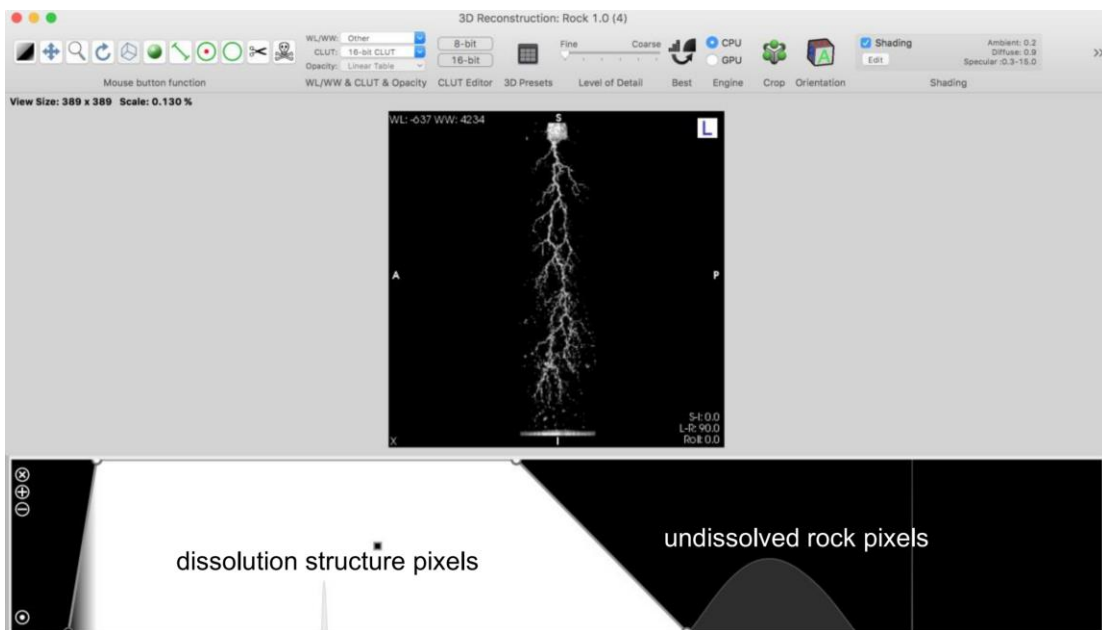 3D Reconstruction: Rock 1.0 (4)
WL/WW: Other
CLUT: 16-bit CLUT
Opacity: Linear Table
8-bit
16-bit
Fine Coarse
CPU
GPU
Shading
Edit
Ambient: 0.2
Diffuse: 0.9
Specular :0.3-15.0
Mouse button function WL/WW & CLUT & Opacity CLUT Editor 3D Presets Level of Detail Best Engine Crop Orientation Shading
View Size: 389 x 389 Scale: 0.130 %
WL: -637 WW: 4234
S
L
A
P
S-I: 0.0
L-R: 90.0
Roll: 0.0
X
I
undissolved rock pixels
dissolution structure pixels